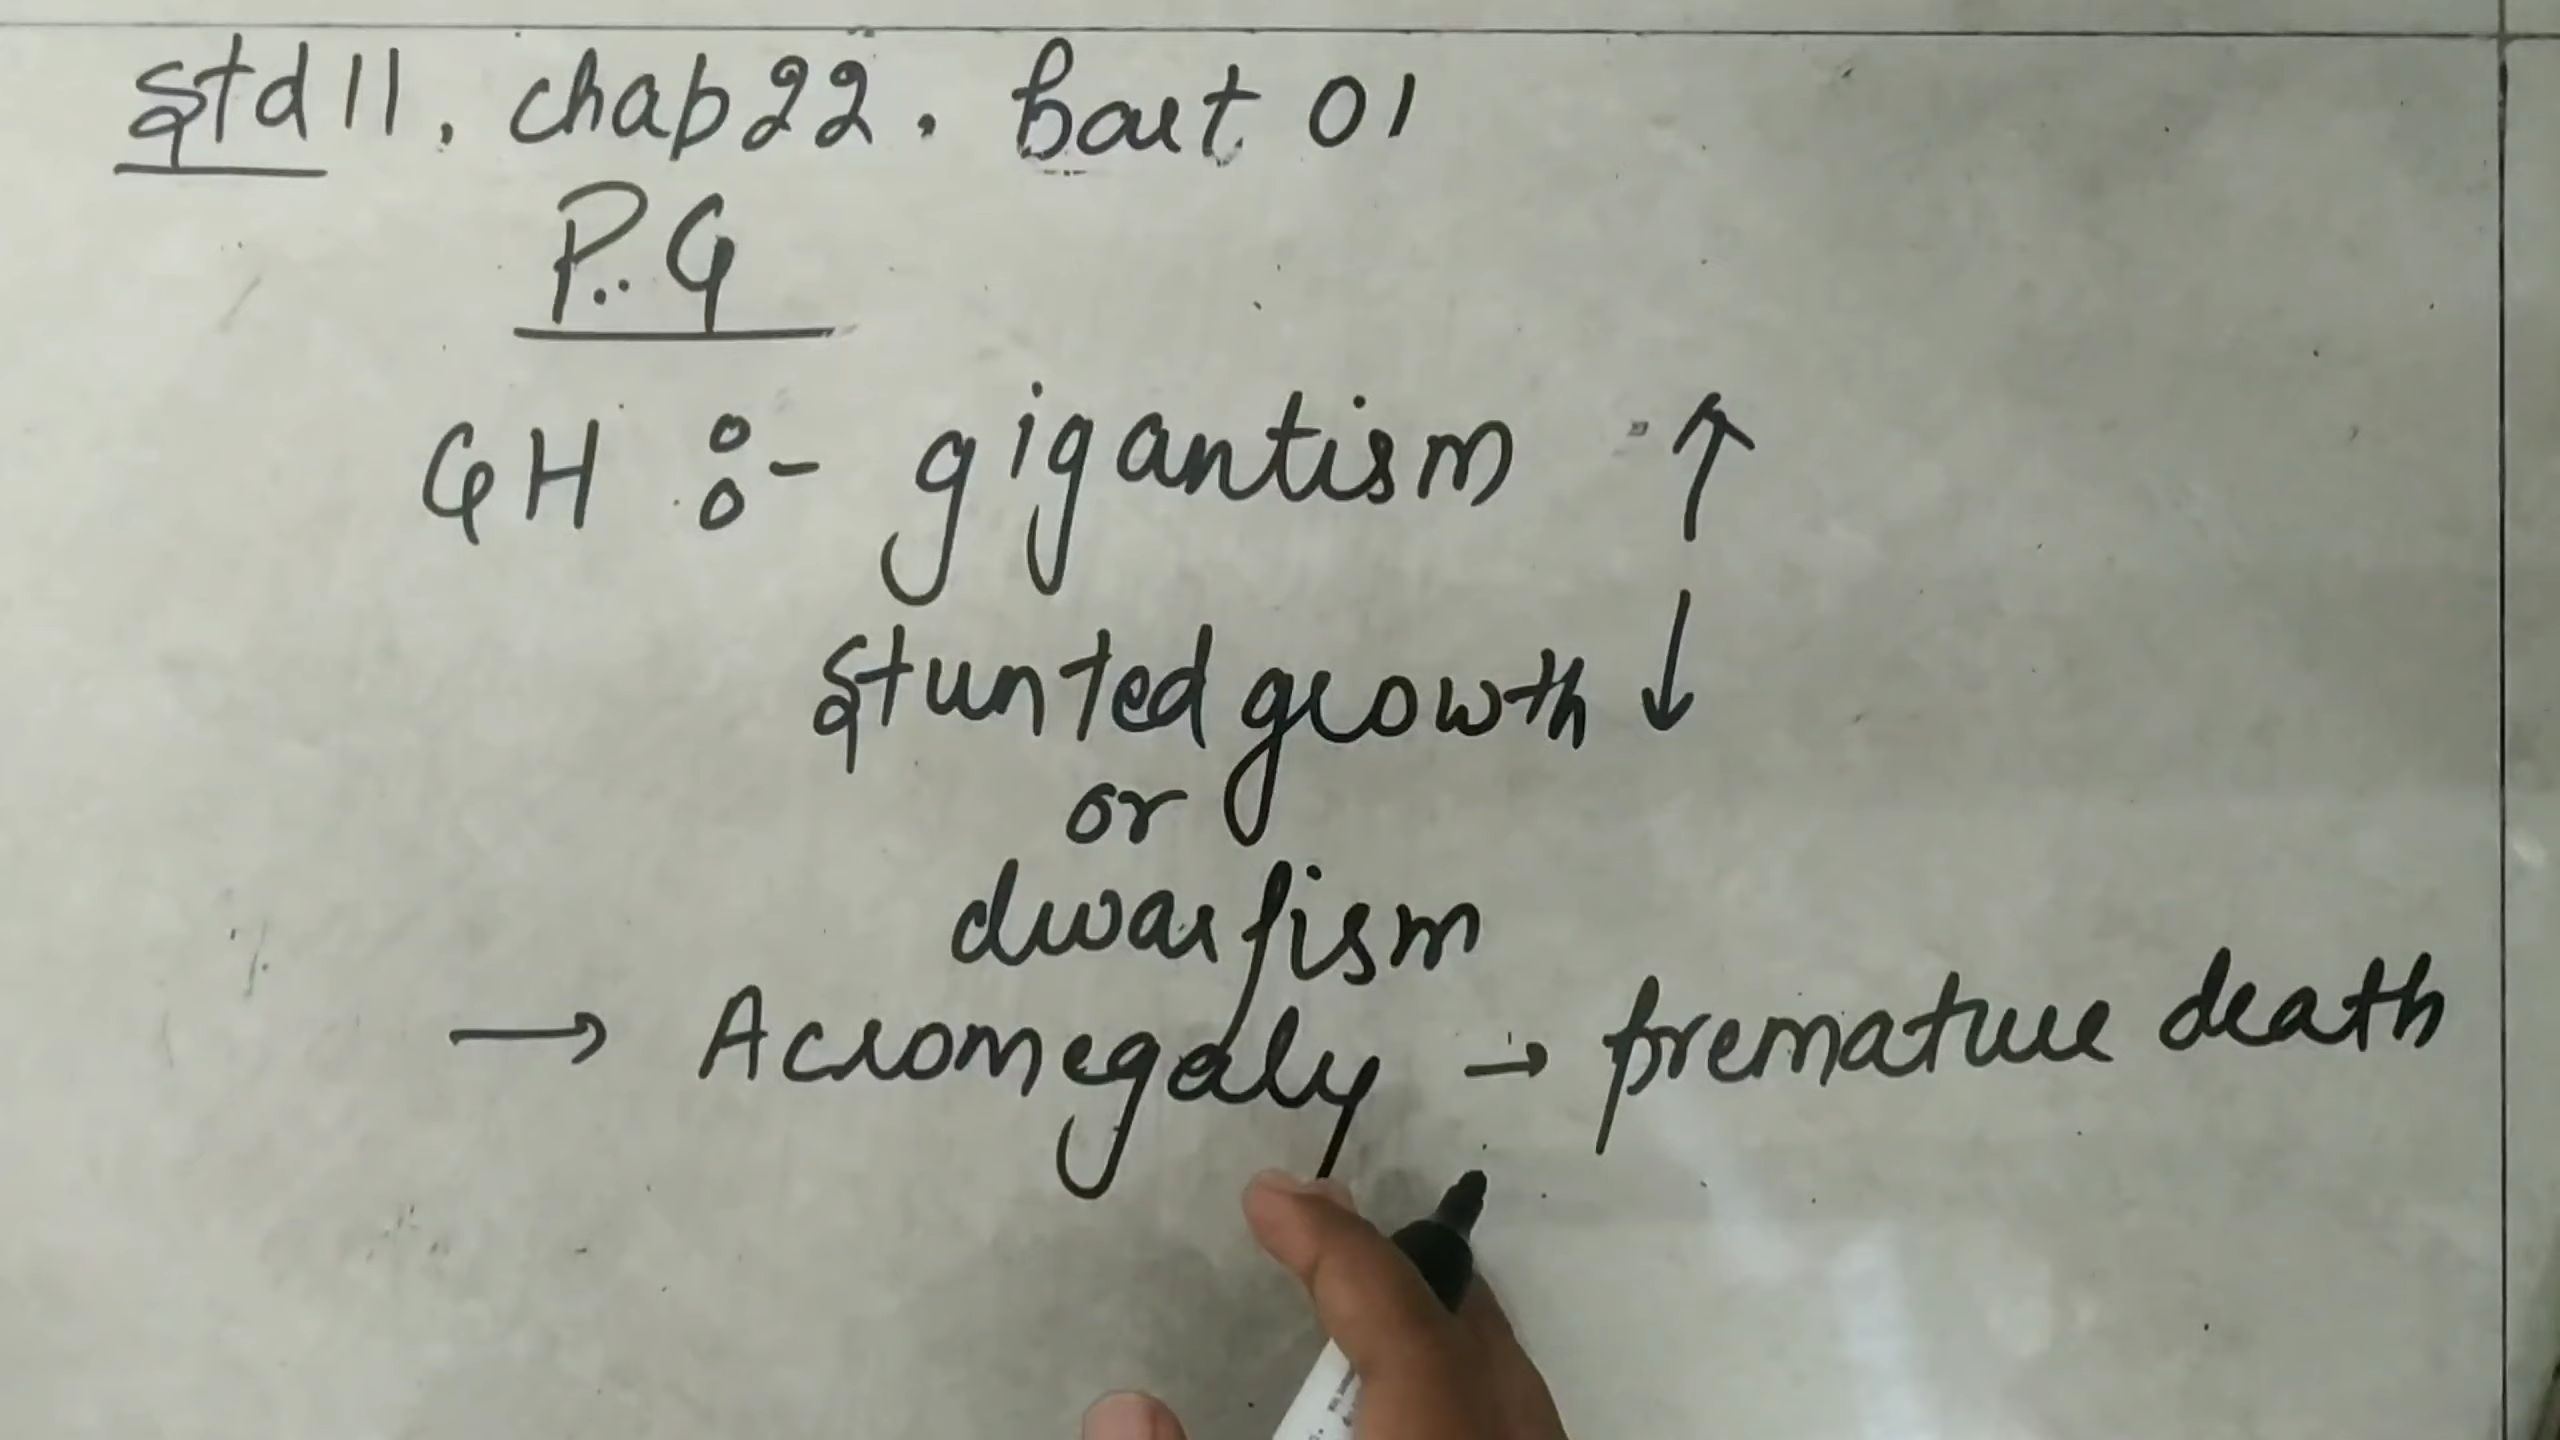 Std 11. Chap 22. Part 01
P.. G
GH :- gigantism ↑
Stunted growth ↓
or
dwarfism
→ Acromegaly → premature death